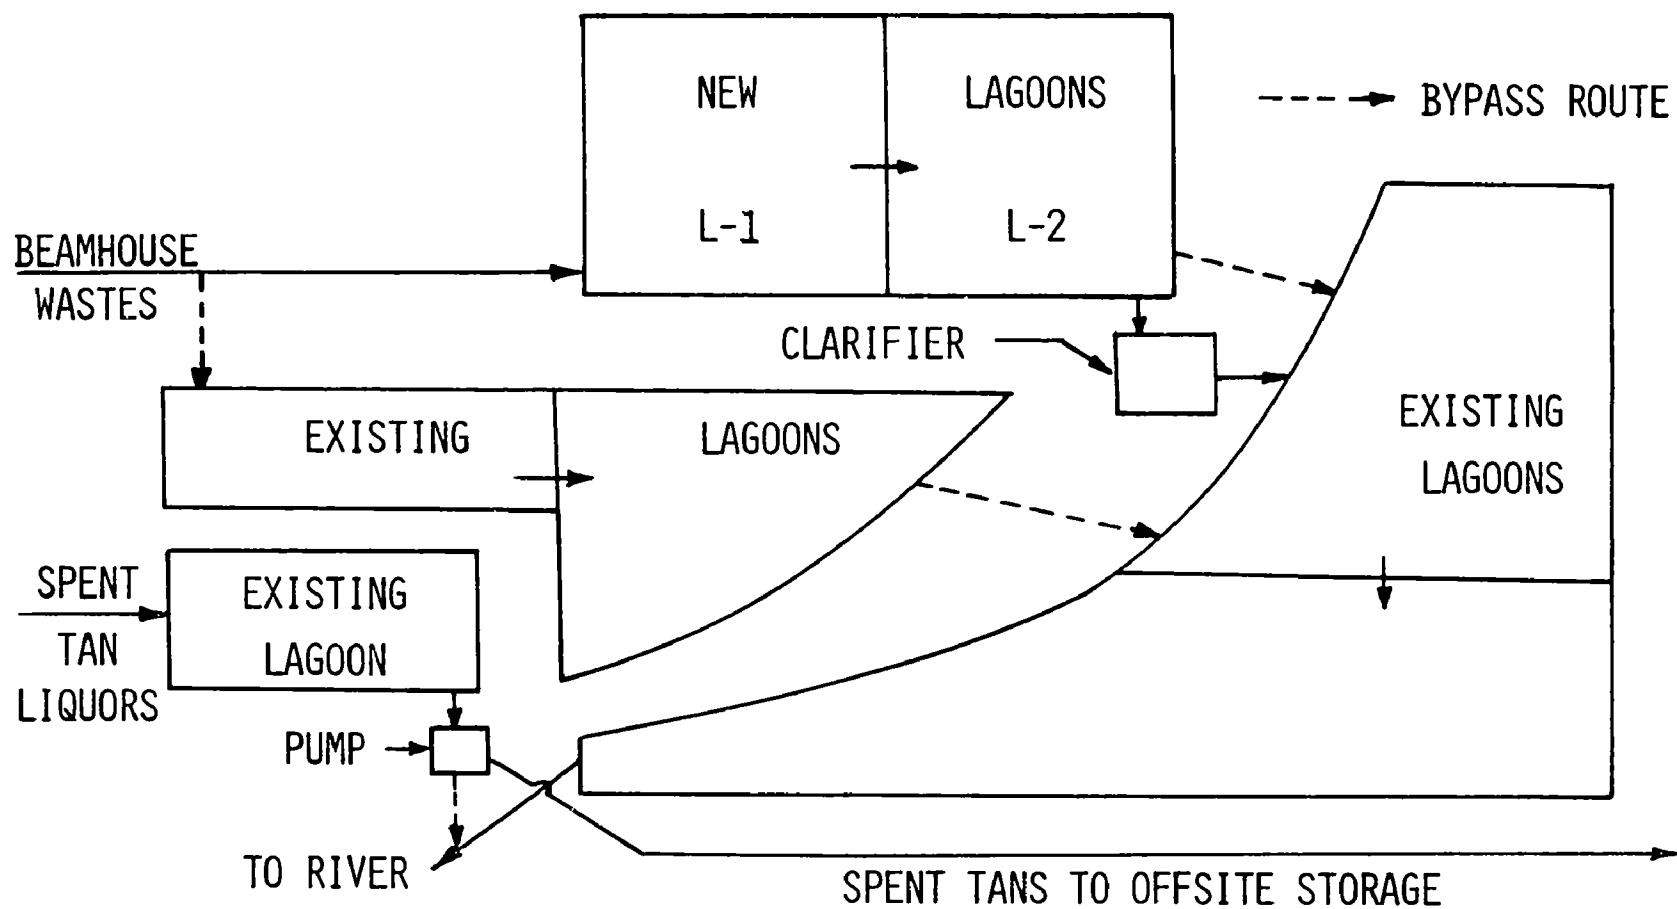 NEW LAGOONS
BYPASS ROUTE
L-1 L-2
BEAMHOUSE
WASTES
CLARIFIER
EXISTING LAGOONS
EXISTING
LAGOONS
SPENT
TAN
LIQUORS
EXISTING
LAGOON
PUMP
TO RIVER
SPENT TANS TO OFFSITE STORAGE